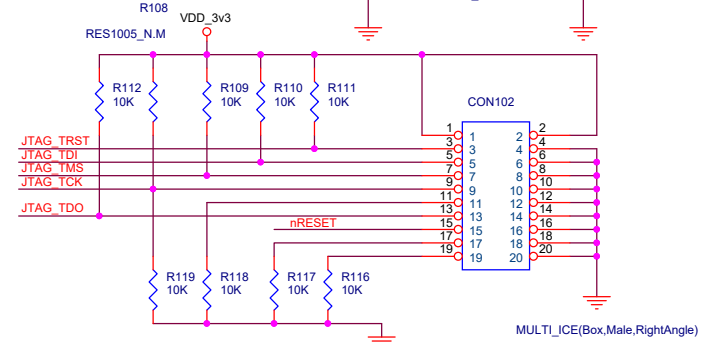 R108
VDD_3v3
RES1005_N.M
R112
10K
R109
10K
R110
10K
R111
10K
CON102
JTAG_TRST
JTAG_TDI
JTAG_TMS
JTAG_TCK
JTAG_TDO
nRESET
1 1 2 2
3 3 4 4
5 5 6 6
7 7 8 8
9 9 10 10
11 11 12 12
13 13 14 14
15 15 16 16
17 17 18 18
19 19 20 20
R119
10K
R118
10K
R117
10K
R116
10K
MULTI_ICE(Box,Male,RightAngle)